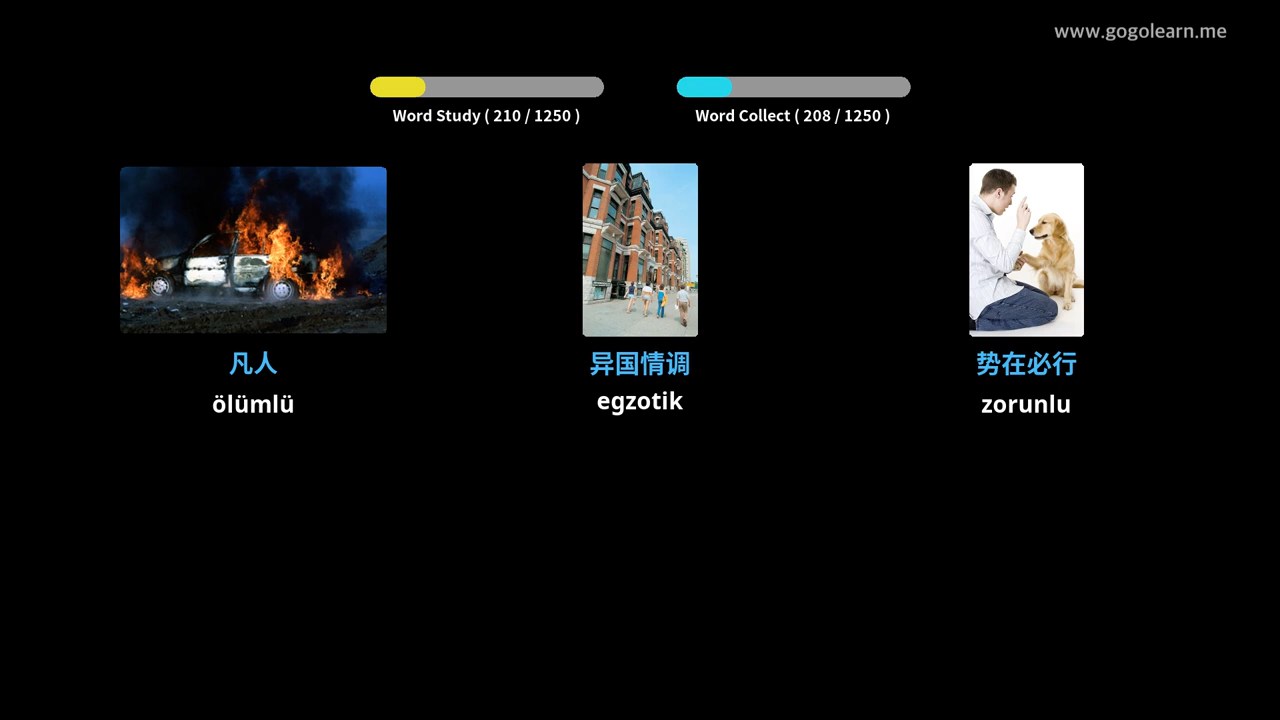 www.gogolearn.me
Word Study ( 210 / 1250 )
Word Collect ( 208 / 1250 )
凡人
ölümlü
异国情调
egzotik
势在必行
zorunlu